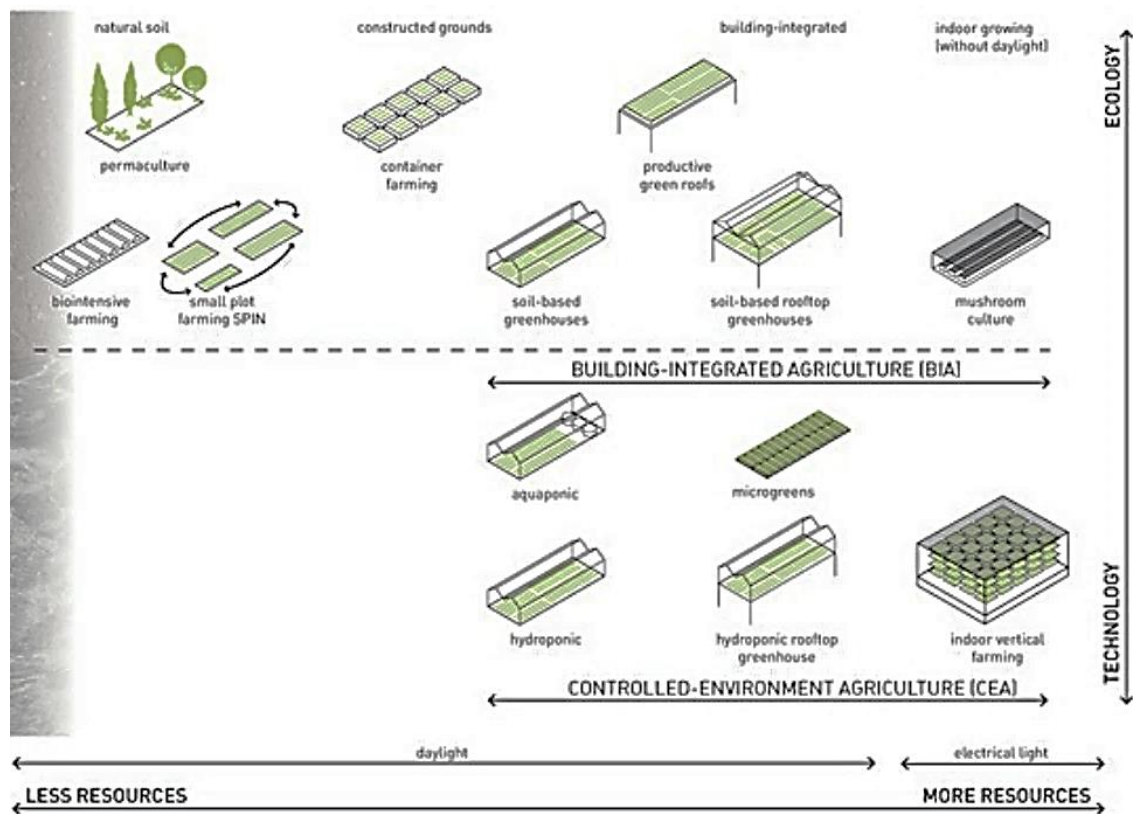 natural soil
constructed grounds
building-integrated
indoor growing
(without daylight)
ECOLOGY
permaculture
container
farming
productive
green roofs
biointensive
farming
small plot
farming SPIN
soil-based
greenhouses
soil-based rooftop
greenhouses
mushroom
culture
BUILDING-INTEGRATED AGRICULTURE (BIA)
aquaponic
microgreens
hydroponic
hydroponic rooftop
greenhouse
indoor vertical
farming
TECHNOLOGY
CONTROLLED-ENVIRONMENT AGRICULTURE (CEA)
daylight
electrical light
LESS RESOURCES
MORE RESOURCES